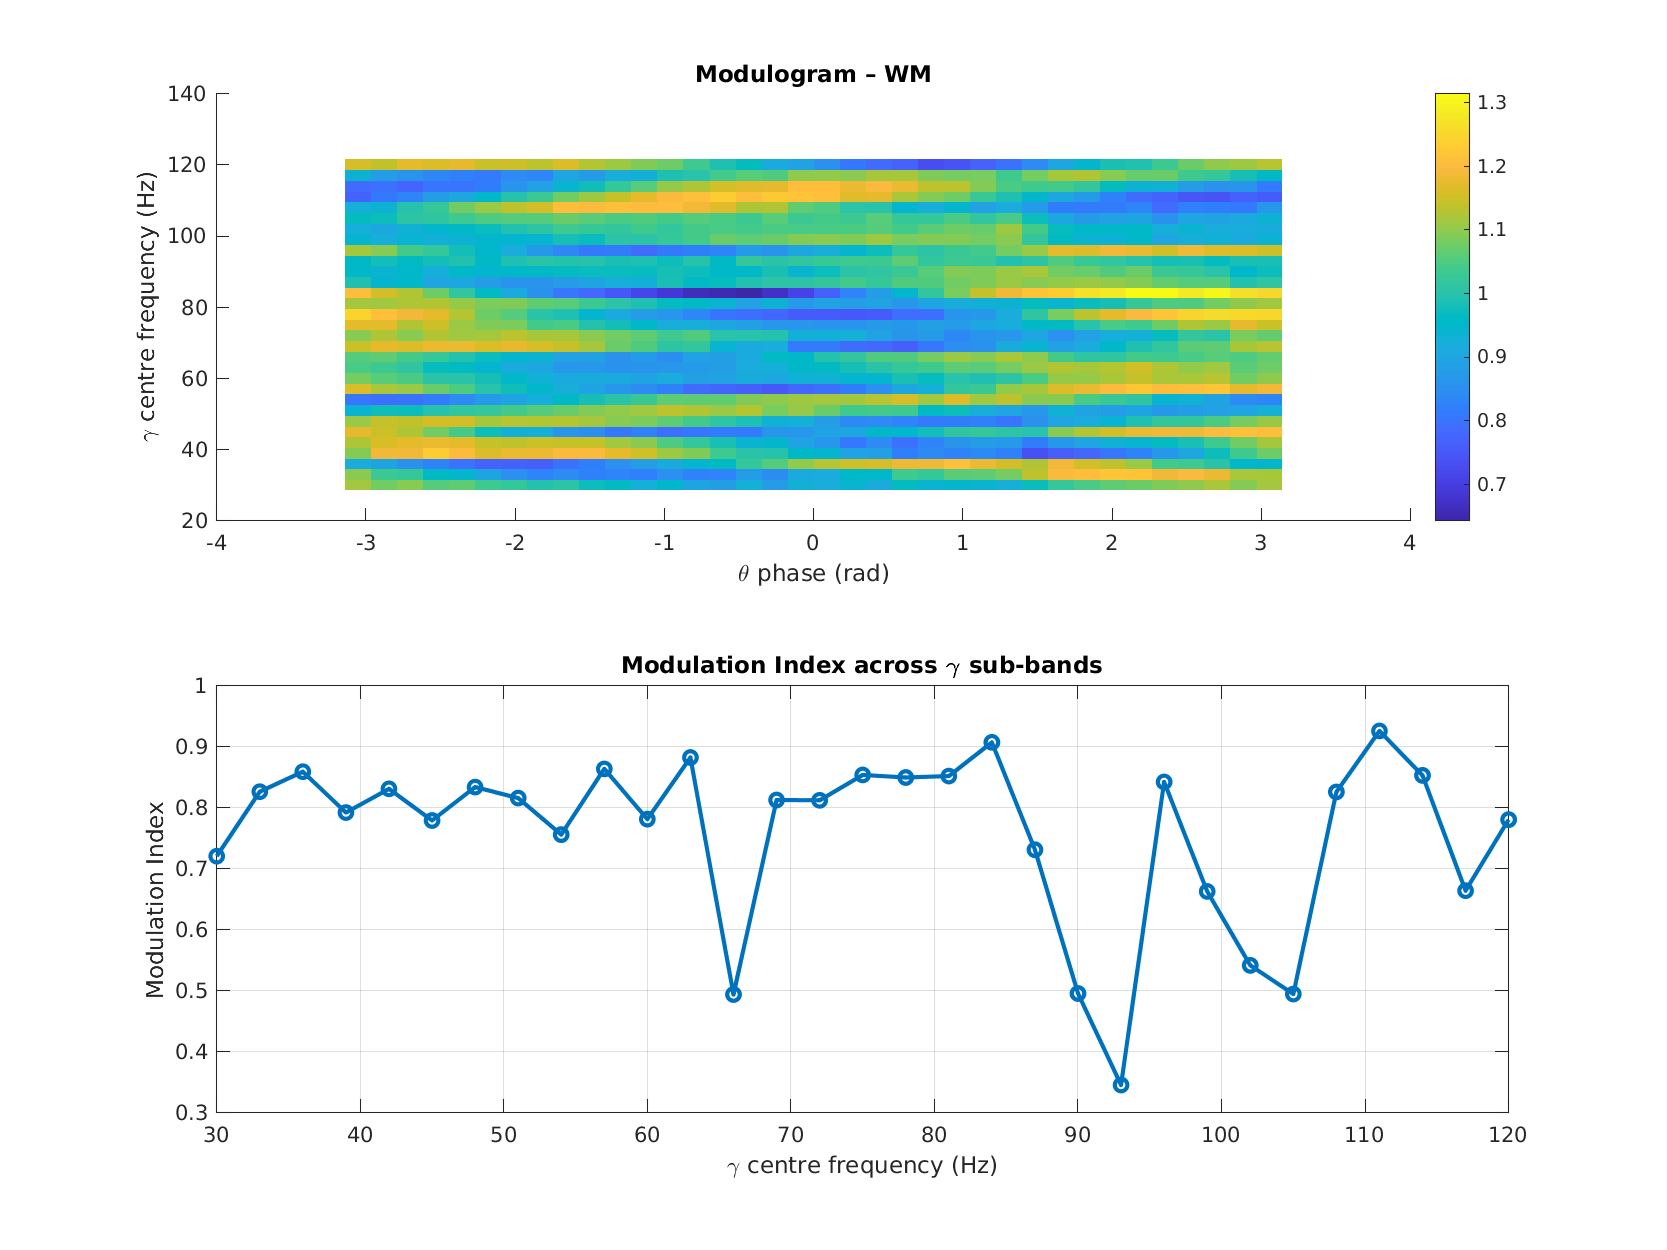 Modulogram – WM
γ centre frequency (Hz)
140
120
100
80
60
40
20
-4 -3 -2 -1 0 1 2 3 4
θ phase (rad)
1.3
1.2
1.1
1
0.9
0.8
0.7
Modulation Index across γ sub-bands
Modulation Index
1
0.9
0.8
0.7
0.6
0.5
0.4
0.3
30 40 50 60 70 80 90 100 110 120
γ centre frequency (Hz)